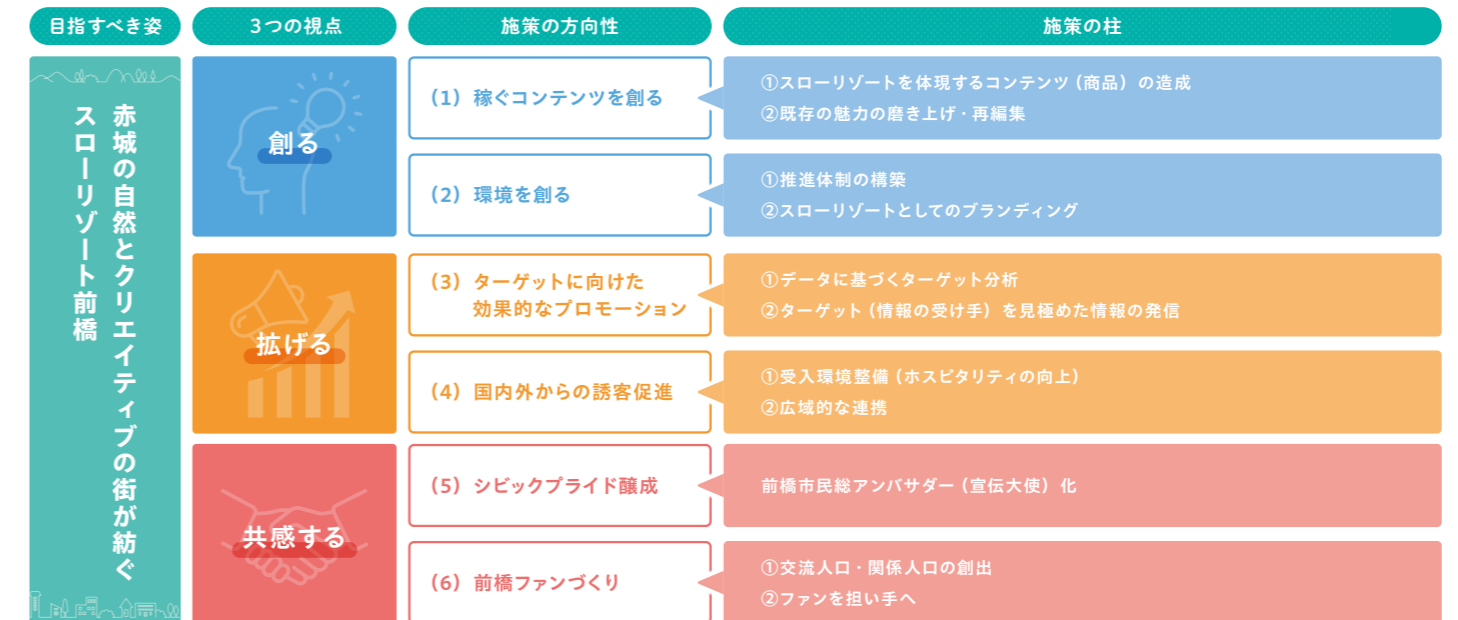 目指すべき姿
3つの視点
施策の方向性
施策の柱
赤城の自然とクリエイティブの街が紡ぐ
スローリゾート前橋
創る
(1) 稼ぐコンテンツを創る
①スローリゾートを体現するコンテンツ(商品)の造成
②既存の魅力の磨き上げ・再編集
(2) 環境を創る
①推進体制の構築
②スローリゾートとしてのブランディング
拡げる
(3) ターゲットに向けた
効果的なプロモーション
①データに基づくターゲット分析
②ターゲット(情報の受け手)を見極めた情報の発信
(4) 国内外からの誘客促進
①受入環境整備(ホスピタリティの向上)
②広域的な連携
共感する
(5) シビックプライド醸成
前橋市民総アンバサダー(宣伝大使)化
(6) 前橋ファンづくり
①交流人口・関係人口の創出
②ファンを担い手へ